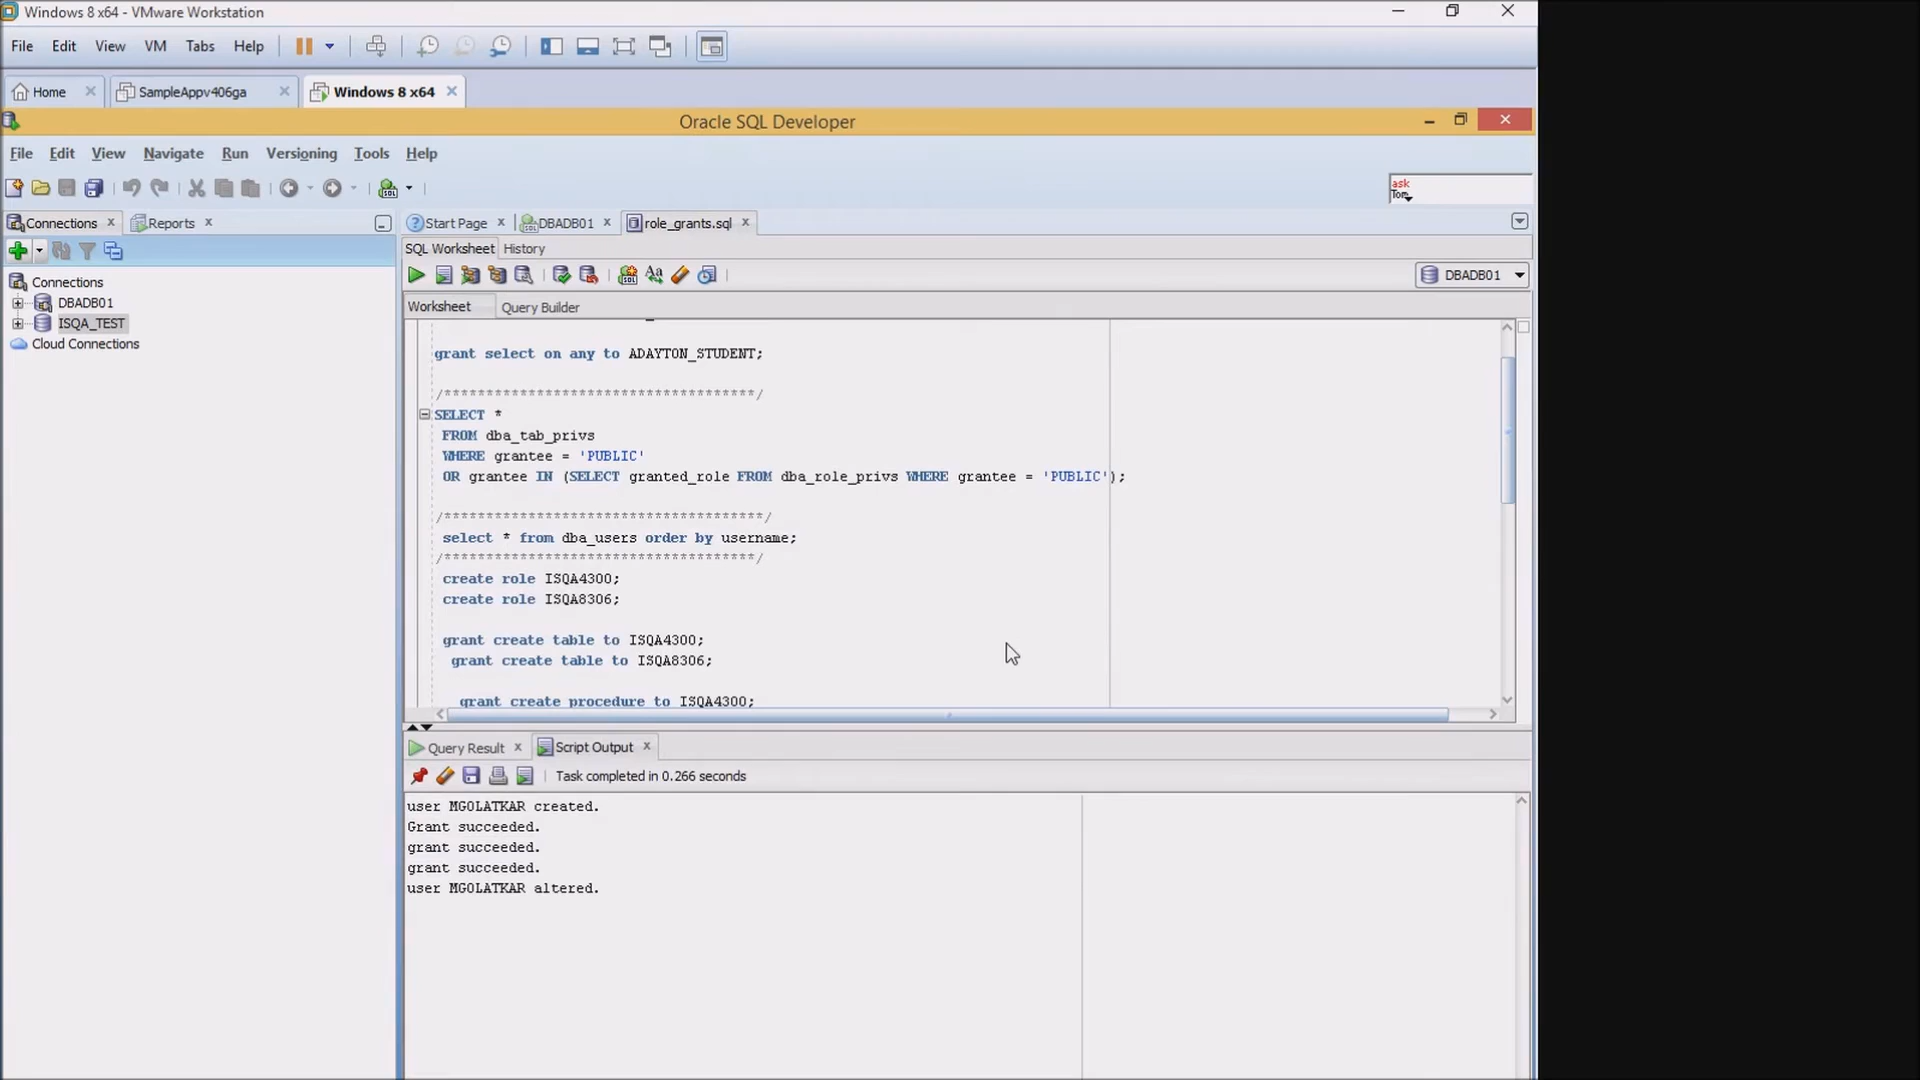 Windows 8 x64 - VMware Workstation
File Edit View VM Tabs Help
Home SampleAppv406ga Windows 8 x64
Oracle SQL Developer
File Edit View Navigate Run Versioning Tools Help
ask
Tom
Connections Reports
Start Page DBADB01 role_grants.sql
SQL Worksheet History
DBADB01
Worksheet Query Builder
Connections
DBADB01
ISQA_TEST
Cloud Connections
grant select on any to ADAYTON_STUDENT;
/*************************************/
SELECT *
FROM dba_tab_privs
WHERE grantee = 'PUBLIC'
OR grantee IN (SELECT granted_role FROM dba_role_privs WHERE grantee = 'PUBLIC');
/**************************************/
select * from dba_users order by username;
/*************************************/
create role ISQA4300;
create role ISQA8306;
grant create table to ISQA4300;
grant create table to ISQA8306;
grant create procedure to ISQA4300;
Query Result Script Output
Task completed in 0.266 seconds
user MGOLATKAR created.
Grant succeeded.
grant succeeded.
grant succeeded.
user MGOLATKAR altered.